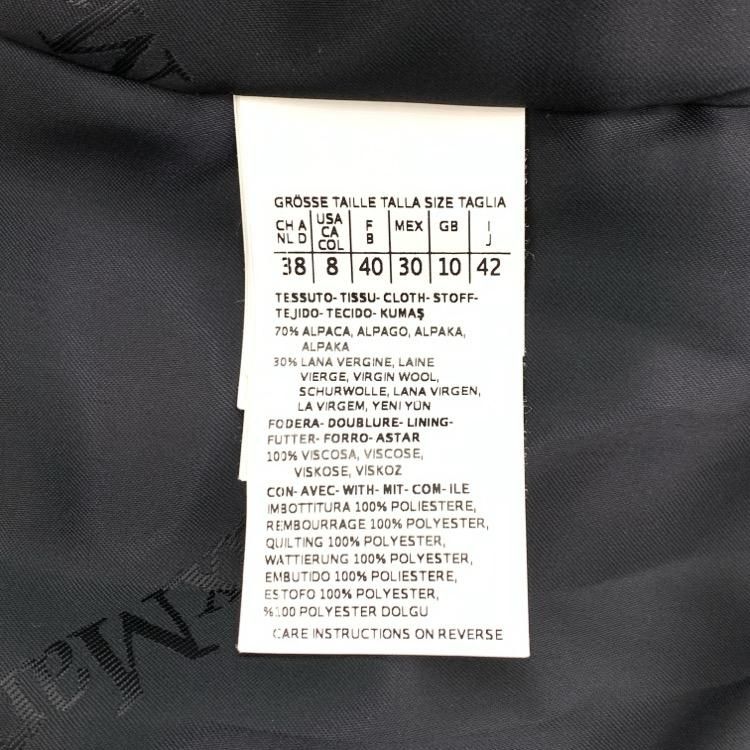 GRÖSSE TAILLE TALLA SIZE TAGLIA
CH A NL D USA CA COL F B MEX GB I J
38 8 40 30 10 42
TESSUTO-TISSU-CLOTH-STOFF-
TEJIDO-TECIDO-KUMAŞ
70% ALPACA, ALPAGO, ALPAKA,
ALPAKA
30% LANA VERGINE, LAINE
VIERGE, VIRGIN WOOL,
SCHURWOLLE, LANA VIRGEN,
LA VIRGEM, YENI YÜN
FODERA-DOUBLURE-LINING-
FUTTER-FORRO-ASTAR
100% VISCOSA, VISCOSE,
VISKOSE, VİSKOZ
CON-AVEC-WITH-MIT-COM-ILE
IMBOTTITURA 100% POLIESTERE,
REMBOURRAGE 100% POLYESTER,
QUILTING 100% POLYESTER,
WATTIERUNG 100% POLYESTER,
EMBUTIDO 100% POLIESTERE,
ESTOFO 100% POLYESTER,
%100 POLYESTER DOLGU
CARE INSTRUCTIONS ON REVERSE